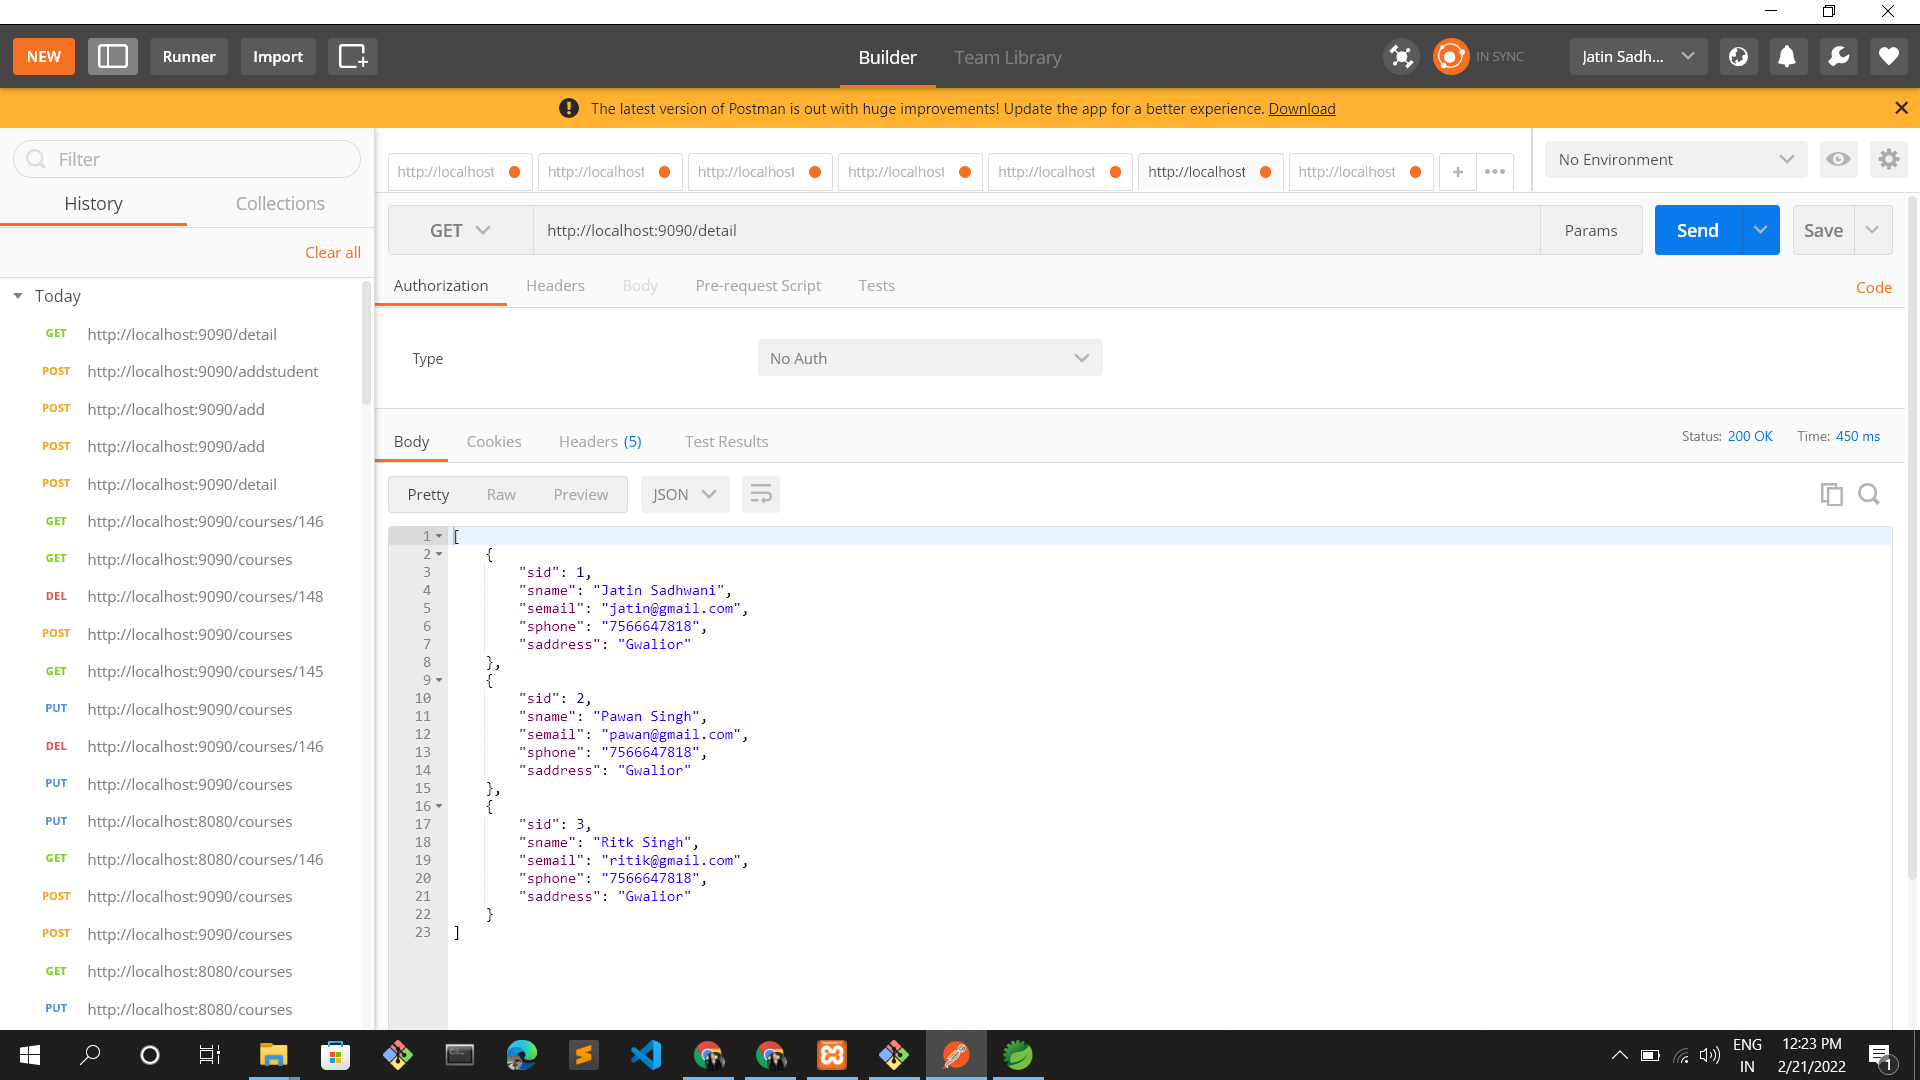 NEW Runner Import Builder Team Library IN SYNC Jatin Sadh...
The latest version of Postman is out with huge improvements! Update the app for a better experience. Download
Filter
History Collections
Clear all
Today
GET http://localhost:9090/detail
POST http://localhost:9090/addstudent
POST http://localhost:9090/add
POST http://localhost:9090/add
POST http://localhost:9090/detail
GET http://localhost:9090/courses/146
GET http://localhost:9090/courses
DEL http://localhost:9090/courses/148
POST http://localhost:9090/courses
GET http://localhost:9090/courses/145
PUT http://localhost:9090/courses
DEL http://localhost:9090/courses/146
PUT http://localhost:9090/courses
PUT http://localhost:8080/courses
GET http://localhost:8080/courses/146
POST http://localhost:9090/courses
POST http://localhost:9090/courses
GET http://localhost:8080/courses
PUT http://localhost:8080/courses
http://localhost http://localhost http://localhost http://localhost http://localhost http://localhost http://localhost + ••• No Environment
GET http://localhost:9090/detail Params Send Save
Authorization Headers Body Pre-request Script Tests Code
Type No Auth
Body Cookies Headers (5) Test Results Status: 200 OK Time: 450 ms
Pretty Raw Preview JSON
1 [
2 {
3 "sid": 1,
4 "sname": "Jatin Sadhwani",
5 "semail": "jatin@gmail.com",
6 "sphone": "7566647818",
7 "saddress": "Gwalior"
8 },
9 {
10 "sid": 2,
11 "sname": "Pawan Singh",
12 "semail": "pawan@gmail.com",
13 "sphone": "7566647818",
14 "saddress": "Gwalior"
15 },
16 {
17 "sid": 3,
18 "sname": "Ritk Singh",
19 "semail": "ritik@gmail.com",
20 "sphone": "7566647818",
21 "saddress": "Gwalior"
22 }
23 ]
ENG 12:23 PM
IN 2/21/2022 1